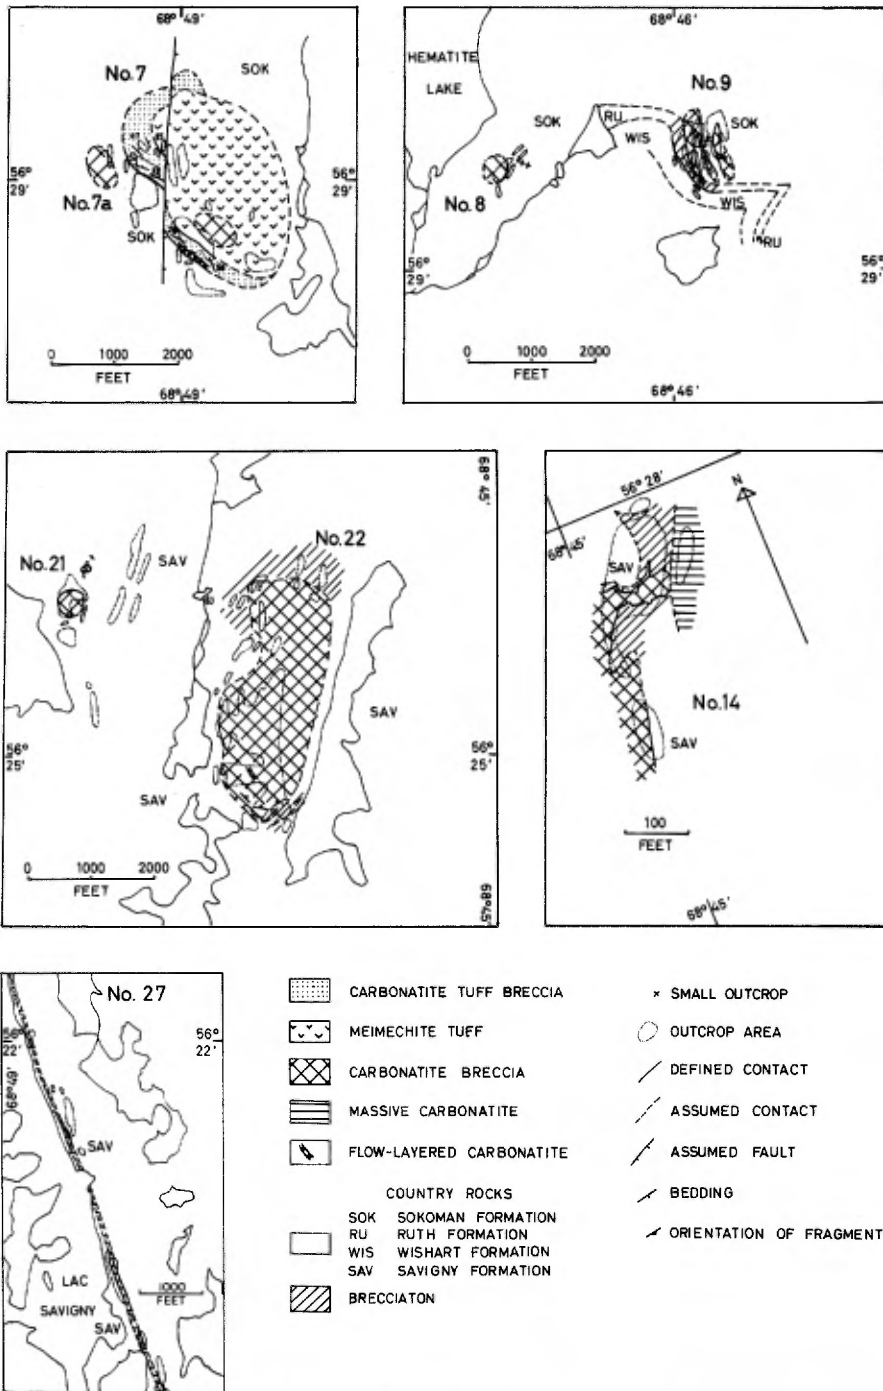 68° 49'
No.7
SOK
56°
29'
56°
29'
No.7a
SOK
0 1000 2000
FEET
68° 49'
68° 46'
HEMATITE
LAKE
No.9
SOK
RU
SOK
WIS
No.8
WIS
RU
56°
29'
56°
29'
0 1000 2000
FEET
68° 46'
68° 45'
No.22
No.21
SAV
SAV
56°
25'
56°
25'
SAV
0 1000 2000
FEET
68° 45'
56° 28'
N
68° 45'
SAV
No.14
SAV
100
FEET
68° 45'
No. 27
56°
22'
56°
22'
68° 49'
SAV
LAC
SAVIGNY
1000
FEET
SAV
CARBONATITE TUFF BRECCIA
MEIMECHITE TUFF
CARBONATITE BRECCIA
MASSIVE CARBONATITE
FLOW-LAYERED CARBONATITE
COUNTRY ROCKS
SOK SOKOMAN FORMATION
RU RUTH FORMATION
WIS WISHART FORMATION
SAV SAVIGNY FORMATION
BRECCIATON
x SMALL OUTCROP
OUTCROP AREA
DEFINED CONTACT
ASSUMED CONTACT
ASSUMED FAULT
BEDDING
ORIENTATION OF FRAGMENT